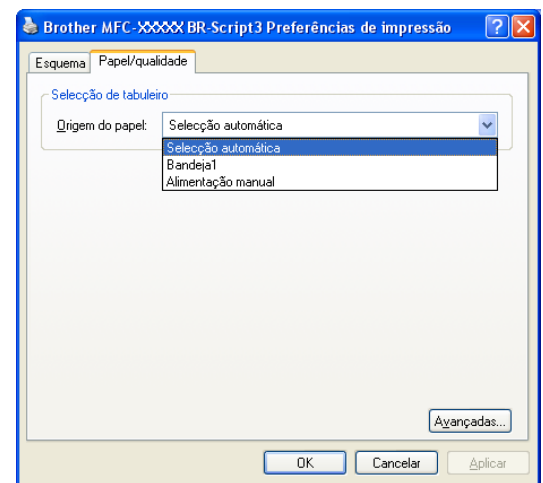 Brother MFC-XXXXX BR-Script3 Preferências de impressão
Esquema Papel/qualidade
Selecção de tabuleiro
Origem do papel: Selecção automática
Selecção automática
Bandeja1
Alimentação manual
Avançadas...
OK Cancelar Aplicar